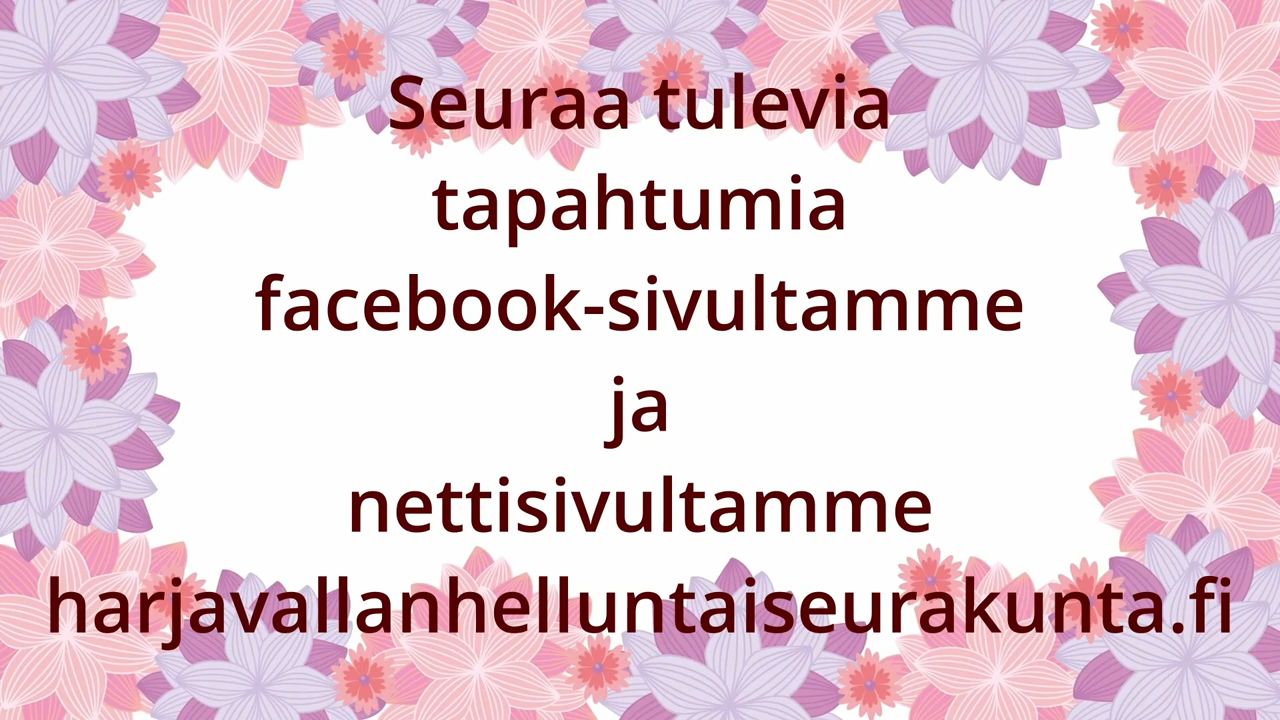 Seuraa tulevia
tapahtumia
facebook-sivultamme
ja
nettisivultamme
harjavallanhelluntaiseurakunta.fi